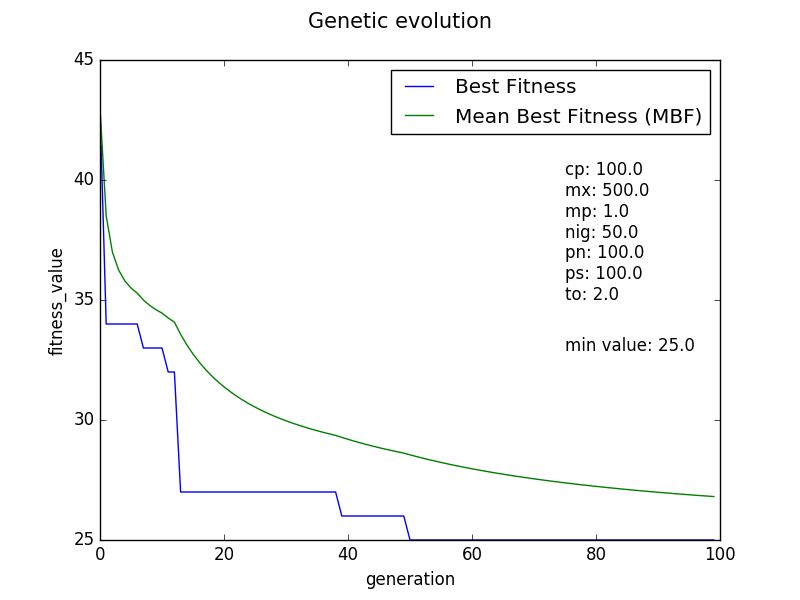 Genetic evolution
Best Fitness
Mean Best Fitness (MBF)
cp: 100.0
mx: 500.0
mp: 1.0
nig: 50.0
pn: 100.0
ps: 100.0
to: 2.0
min value: 25.0
fitness_value
45
40
35
30
25
0 20 40 60 80 100
generation